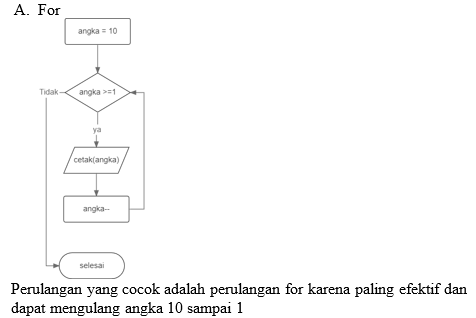 A. For
angka = 10
Tidak
angka >=1
ya
cetak(angka)
angka--
selesai
Perulangan yang cocok adalah perulangan for karena paling efektif dan
dapat mengulang angka 10 sampai 1